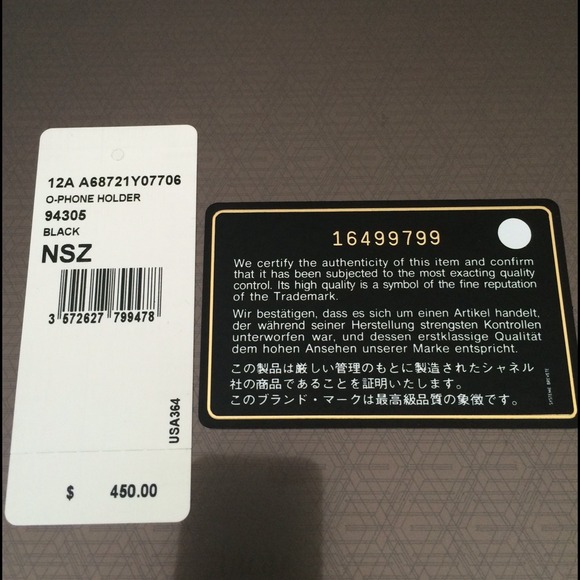 12A A68721Y07706
O-PHONE HOLDER
94305
BLACK
NSZ
3 572627 799478
USA364
$ 450.00
16499799
We certify the authenticity of this item and confirm
that it has been subjected to the most exacting quality
control. Its high quality is a symbol of the fine reputation
of the Trademark.
Wir bestätigen, dass es sich um einen Artikel handelt,
der während seiner Herstellung strengsten Kontrollen
unterworfen war, und dessen erstklassige Qualität
dem hohen Ansehen unserer Marke entspricht.
この製品は厳しい管理のもとに製造されたシャネル
社の商品であることを証明いたします。
このブランド・マークは最高級品質の象徴です。
SYSTEME BREVETE